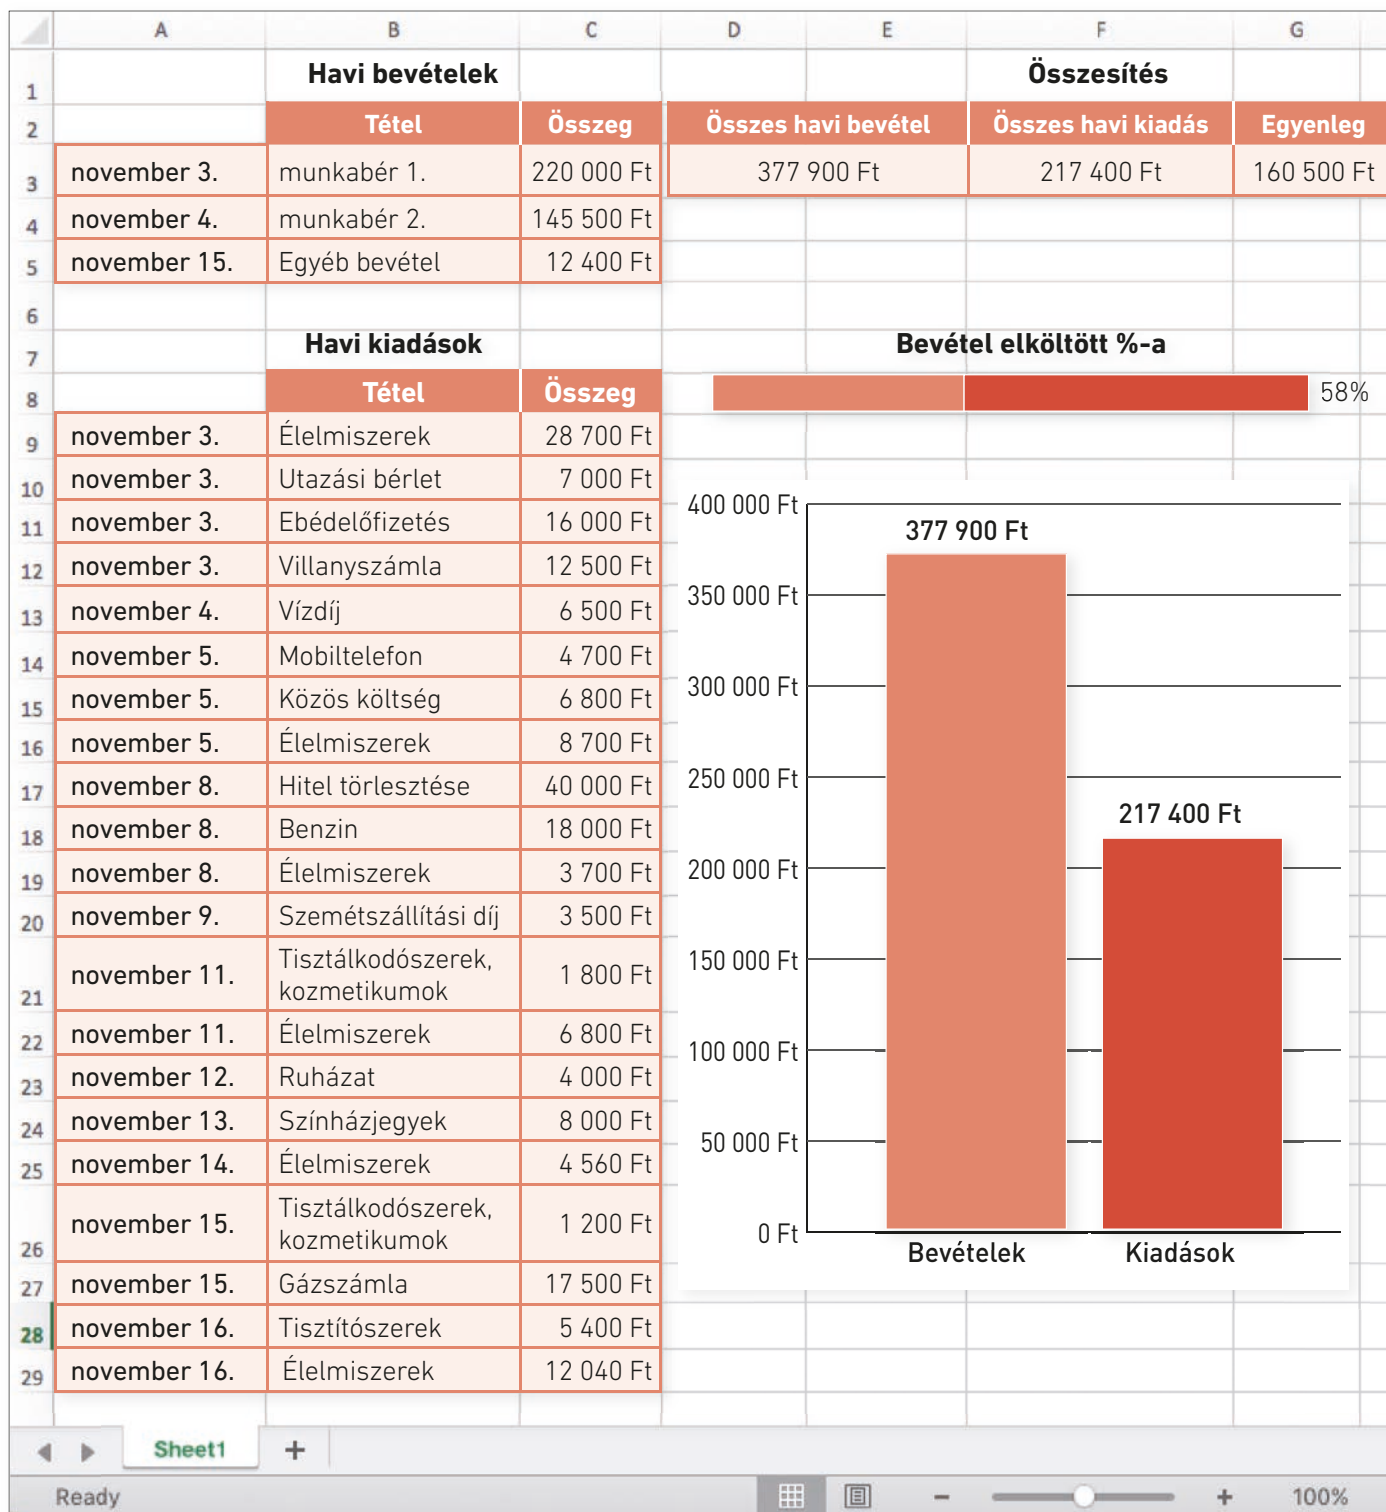 A B C D E F G
1 Havi bevételek Összesítés
2 Tétel Összeg Összes havi bevétel Összes havi kiadás Egyenleg
3 november 3. munkabér 1. 220 000 Ft 377 900 Ft 217 400 Ft 160 500 Ft
4 november 4. munkabér 2. 145 500 Ft
5 november 15. Egyéb bevétel 12 400 Ft
6
7 Havi kiadások Bevétel elköltött %-a
8 Tétel Összeg 58%
9 november 3. Élelmiszerek 28 700 Ft
10 november 3. Utazási bérlet 7 000 Ft
11 november 3. Ebédelőfizetés 16 000 Ft
12 november 3. Villanyszámla 12 500 Ft
13 november 4. Vízdíj 6 500 Ft
14 november 5. Mobiltelefon 4 700 Ft
15 november 5. Közös költség 6 800 Ft
16 november 5. Élelmiszerek 8 700 Ft
17 november 8. Hitel törlesztése 40 000 Ft
18 november 8. Benzin 18 000 Ft
19 november 8. Élelmiszerek 3 700 Ft
20 november 9. Szemétszállítási díj 3 500 Ft
21 november 11. Tisztálkodószerek,
kozmetikumok 1 800 Ft
22 november 11. Élelmiszerek 6 800 Ft
23 november 12. Ruházat 4 000 Ft
24 november 13. Színházjegyek 8 000 Ft
25 november 14. Élelmiszerek 4 560 Ft
26 november 15. Tisztálkodószerek,
kozmetikumok 1 200 Ft
27 november 15. Gázszámla 17 500 Ft
28 november 16. Tisztítószerek 5 400 Ft
29 november 16. Élelmiszerek 12 040 Ft
400 000 Ft
377 900 Ft
350 000 Ft
300 000 Ft
250 000 Ft
217 400 Ft
200 000 Ft
150 000 Ft
100 000 Ft
50 000 Ft
0 Ft
Bevételek Kiadások
Sheet1 +
Ready − + 100%